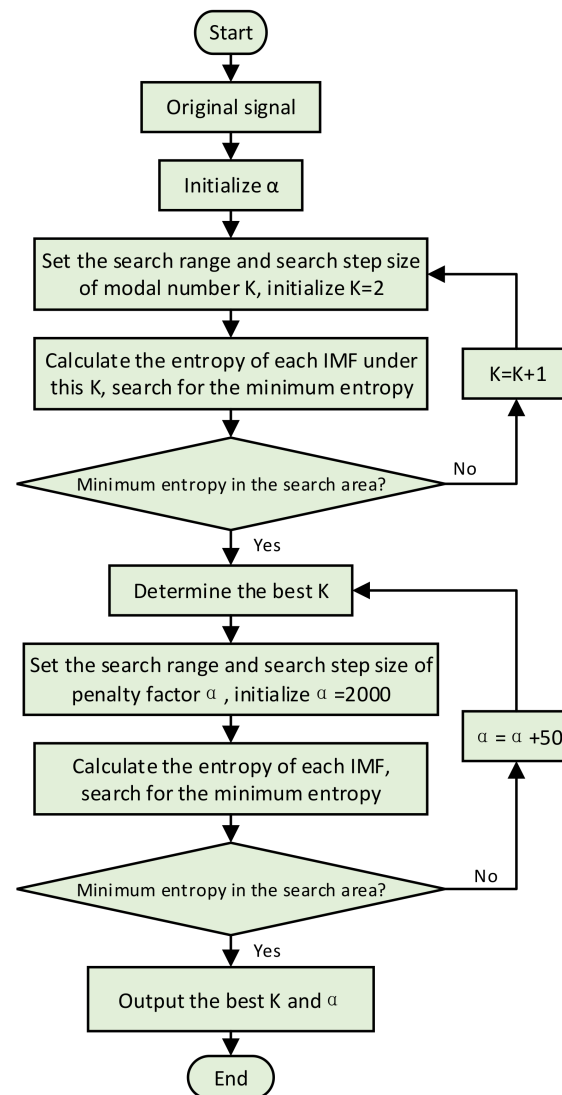 Start
Original signal
Initialize α
Set the search range and search step size
of modal number K, initialize K=2
Calculate the entropy of each IMF under
this K, search for the minimum entropy
K=K+1
No
Minimum entropy in the search area?
Yes
Determine the best K
Set the search range and search step size of
penalty factor α , initialize α =2000
α = α +50
Calculate the entropy of each IMF,
search for the minimum entropy
No
Minimum entropy in the search area?
Yes
Output the best K and α
End